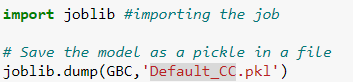 import joblib #importing the job
# Save the model as a pickle in a file
joblib.dump(GBC,'Default_CC.pkl')